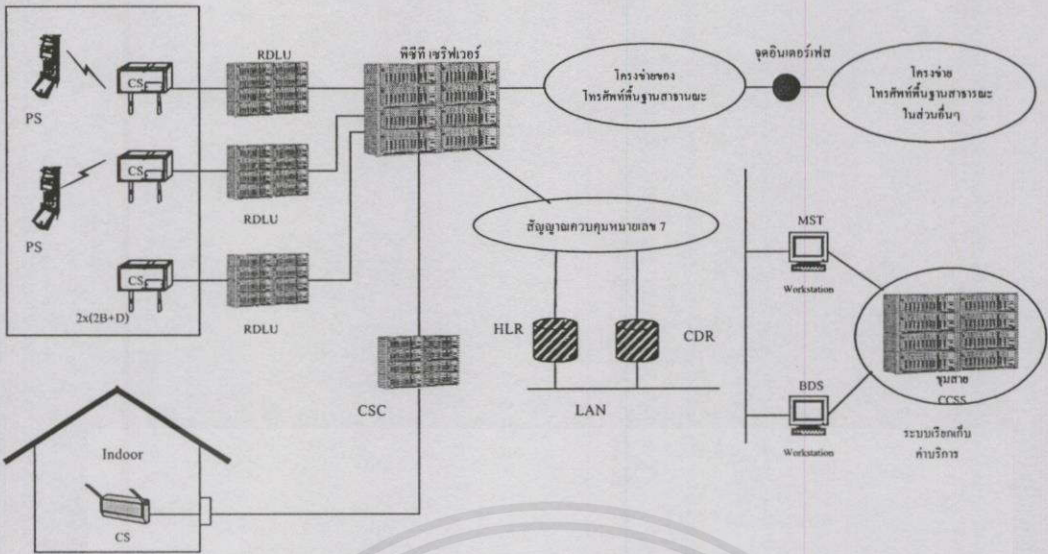 RDLU
พีซีที เซริฟเวอร์
จุดอินเตอร์เฟส
CS
PS
โครงข่ายของ
โทรศัพท์พื้นฐานสาธานณะ
โครงข่าย
โทรศัพท์พื้นฐานสาธารณะ
ในส่วนอื่นๆ
CS
PS
RDLU
สัญญาณควบคุมหมายเลข 7
MST
Workstation
CS
2x(2B+D)
RDLU
HLR
CDR
CSC
LAN
BDS
Workstation
ชุมสาย
CCSS
ระบบเรียกเก็บ
ค่าบริการ
Indoor
CS